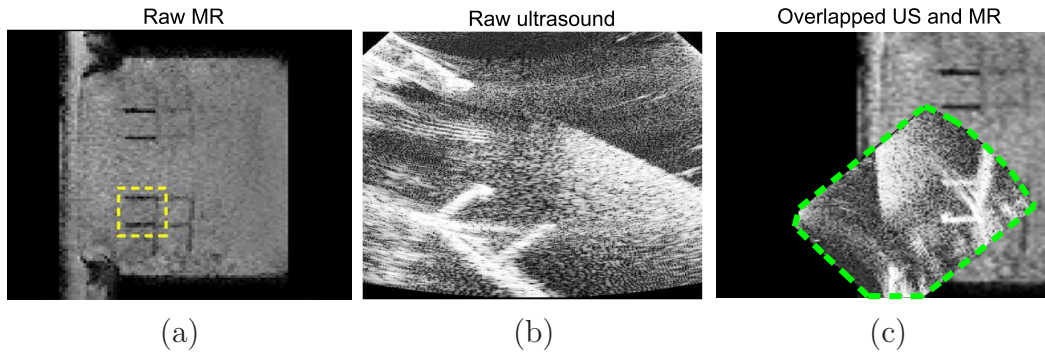 Raw MR
Raw ultrasound
Overlapped US and MR
(a)
(b)
(c)